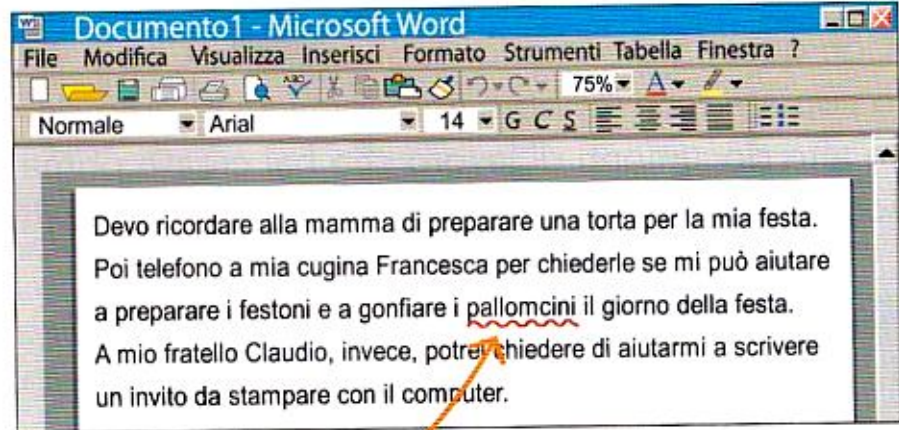 Documento1 - Microsoft Word
File Modifica Visualizza Inserisci Formato Strumenti Tabella Finestra ?
75%
Normale Arial 14 G C S
Devo ricordare alla mamma di preparare una torta per la mia festa.
Poi telefono a mia cugina Francesca per chiederle se mi può aiutare
a preparare i festoni e a gonfiare i pallomcini il giorno della festa.
A mio fratello Claudio, invece, potrei chiedere di aiutarmi a scrivere
un invito da stampare con il computer.